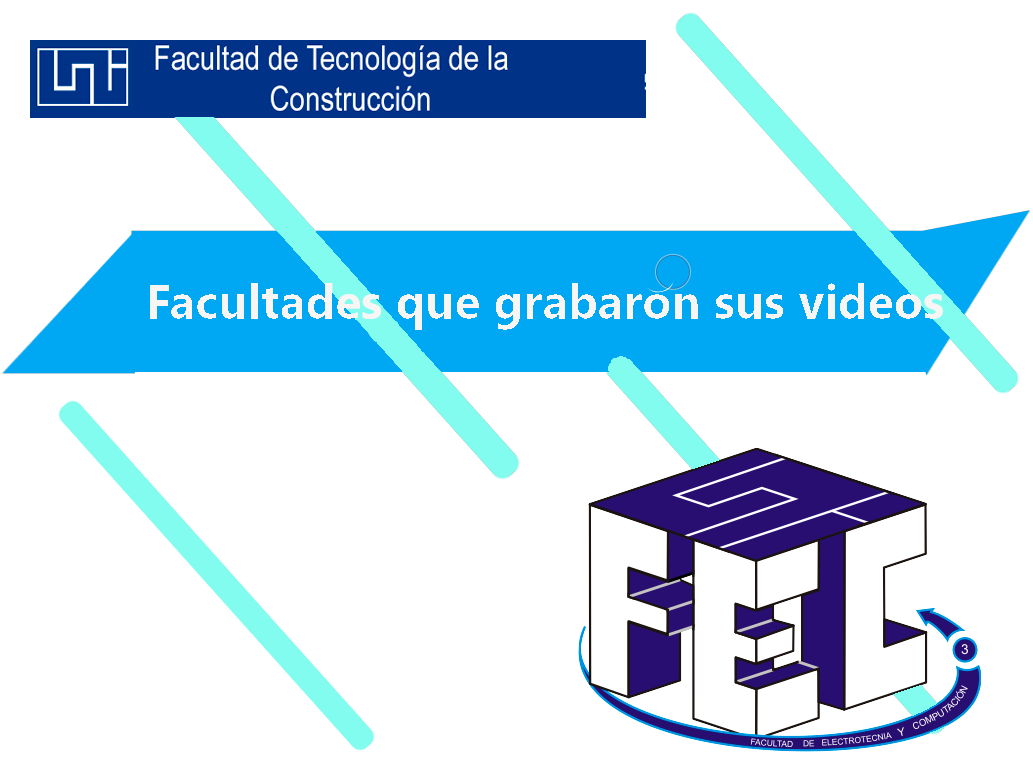 Facultad de Tecnología de la
Construcción
Facultades que grabaron sus videos
FEC
3
FACULTAD DE ELECTROTECNIA Y COMPUTACIÓN